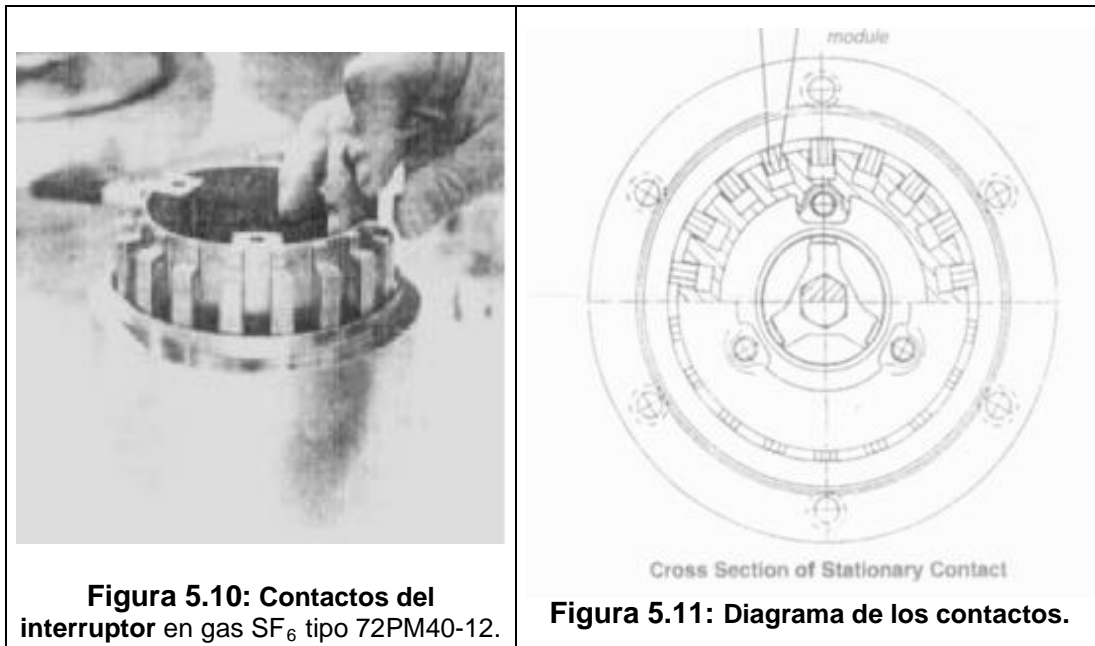 module
Cross Section of Stationary Contact
Figura 5.10: Contactos del
interruptor en gas SF₆ tipo 72PM40-12.
Figura 5.11: Diagrama de los contactos.